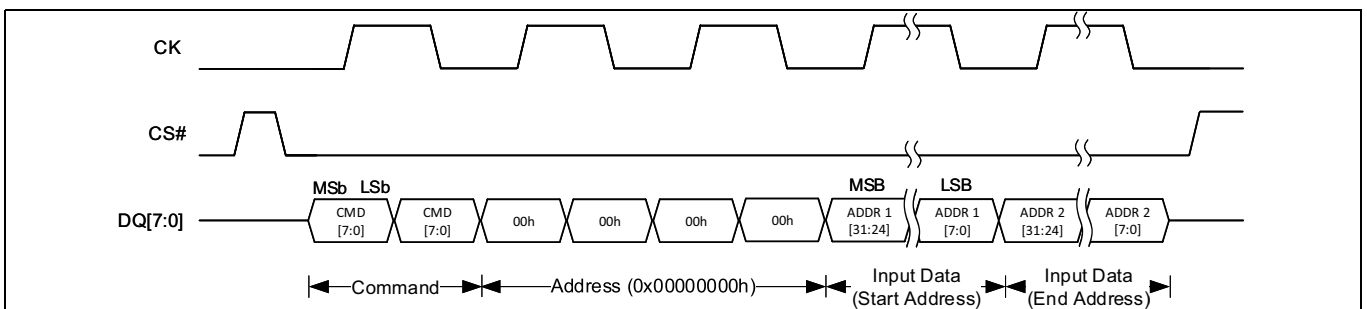 CK
CS#
MSb LSb MSB LSB
DQ[7:0]
CMD [7:0] CMD [7:0] 00h 00h 00h 00h ADDR 1 [31:24] ADDR 1 [7:0] ADDR 2 [31:24] ADDR 2 [7:0]
Command Address (0x00000000h) Input Data (Start Address) Input Data (End Address)